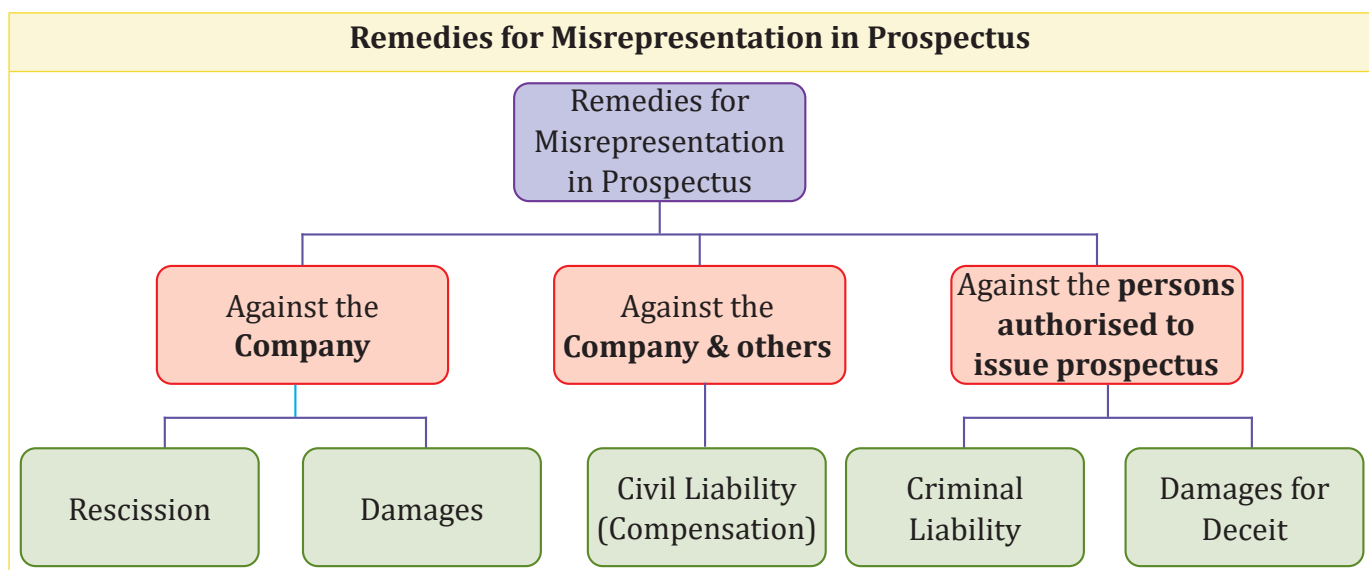 Remedies for Misrepresentation in Prospectus
Remedies for
Misrepresentation
in Prospectus
Against the
Company
Against the
Company & others
Against the persons
authorised to
issue prospectus
Rescission
Damages
Civil Liability
(Compensation)
Criminal
Liability
Damages for
Deceit